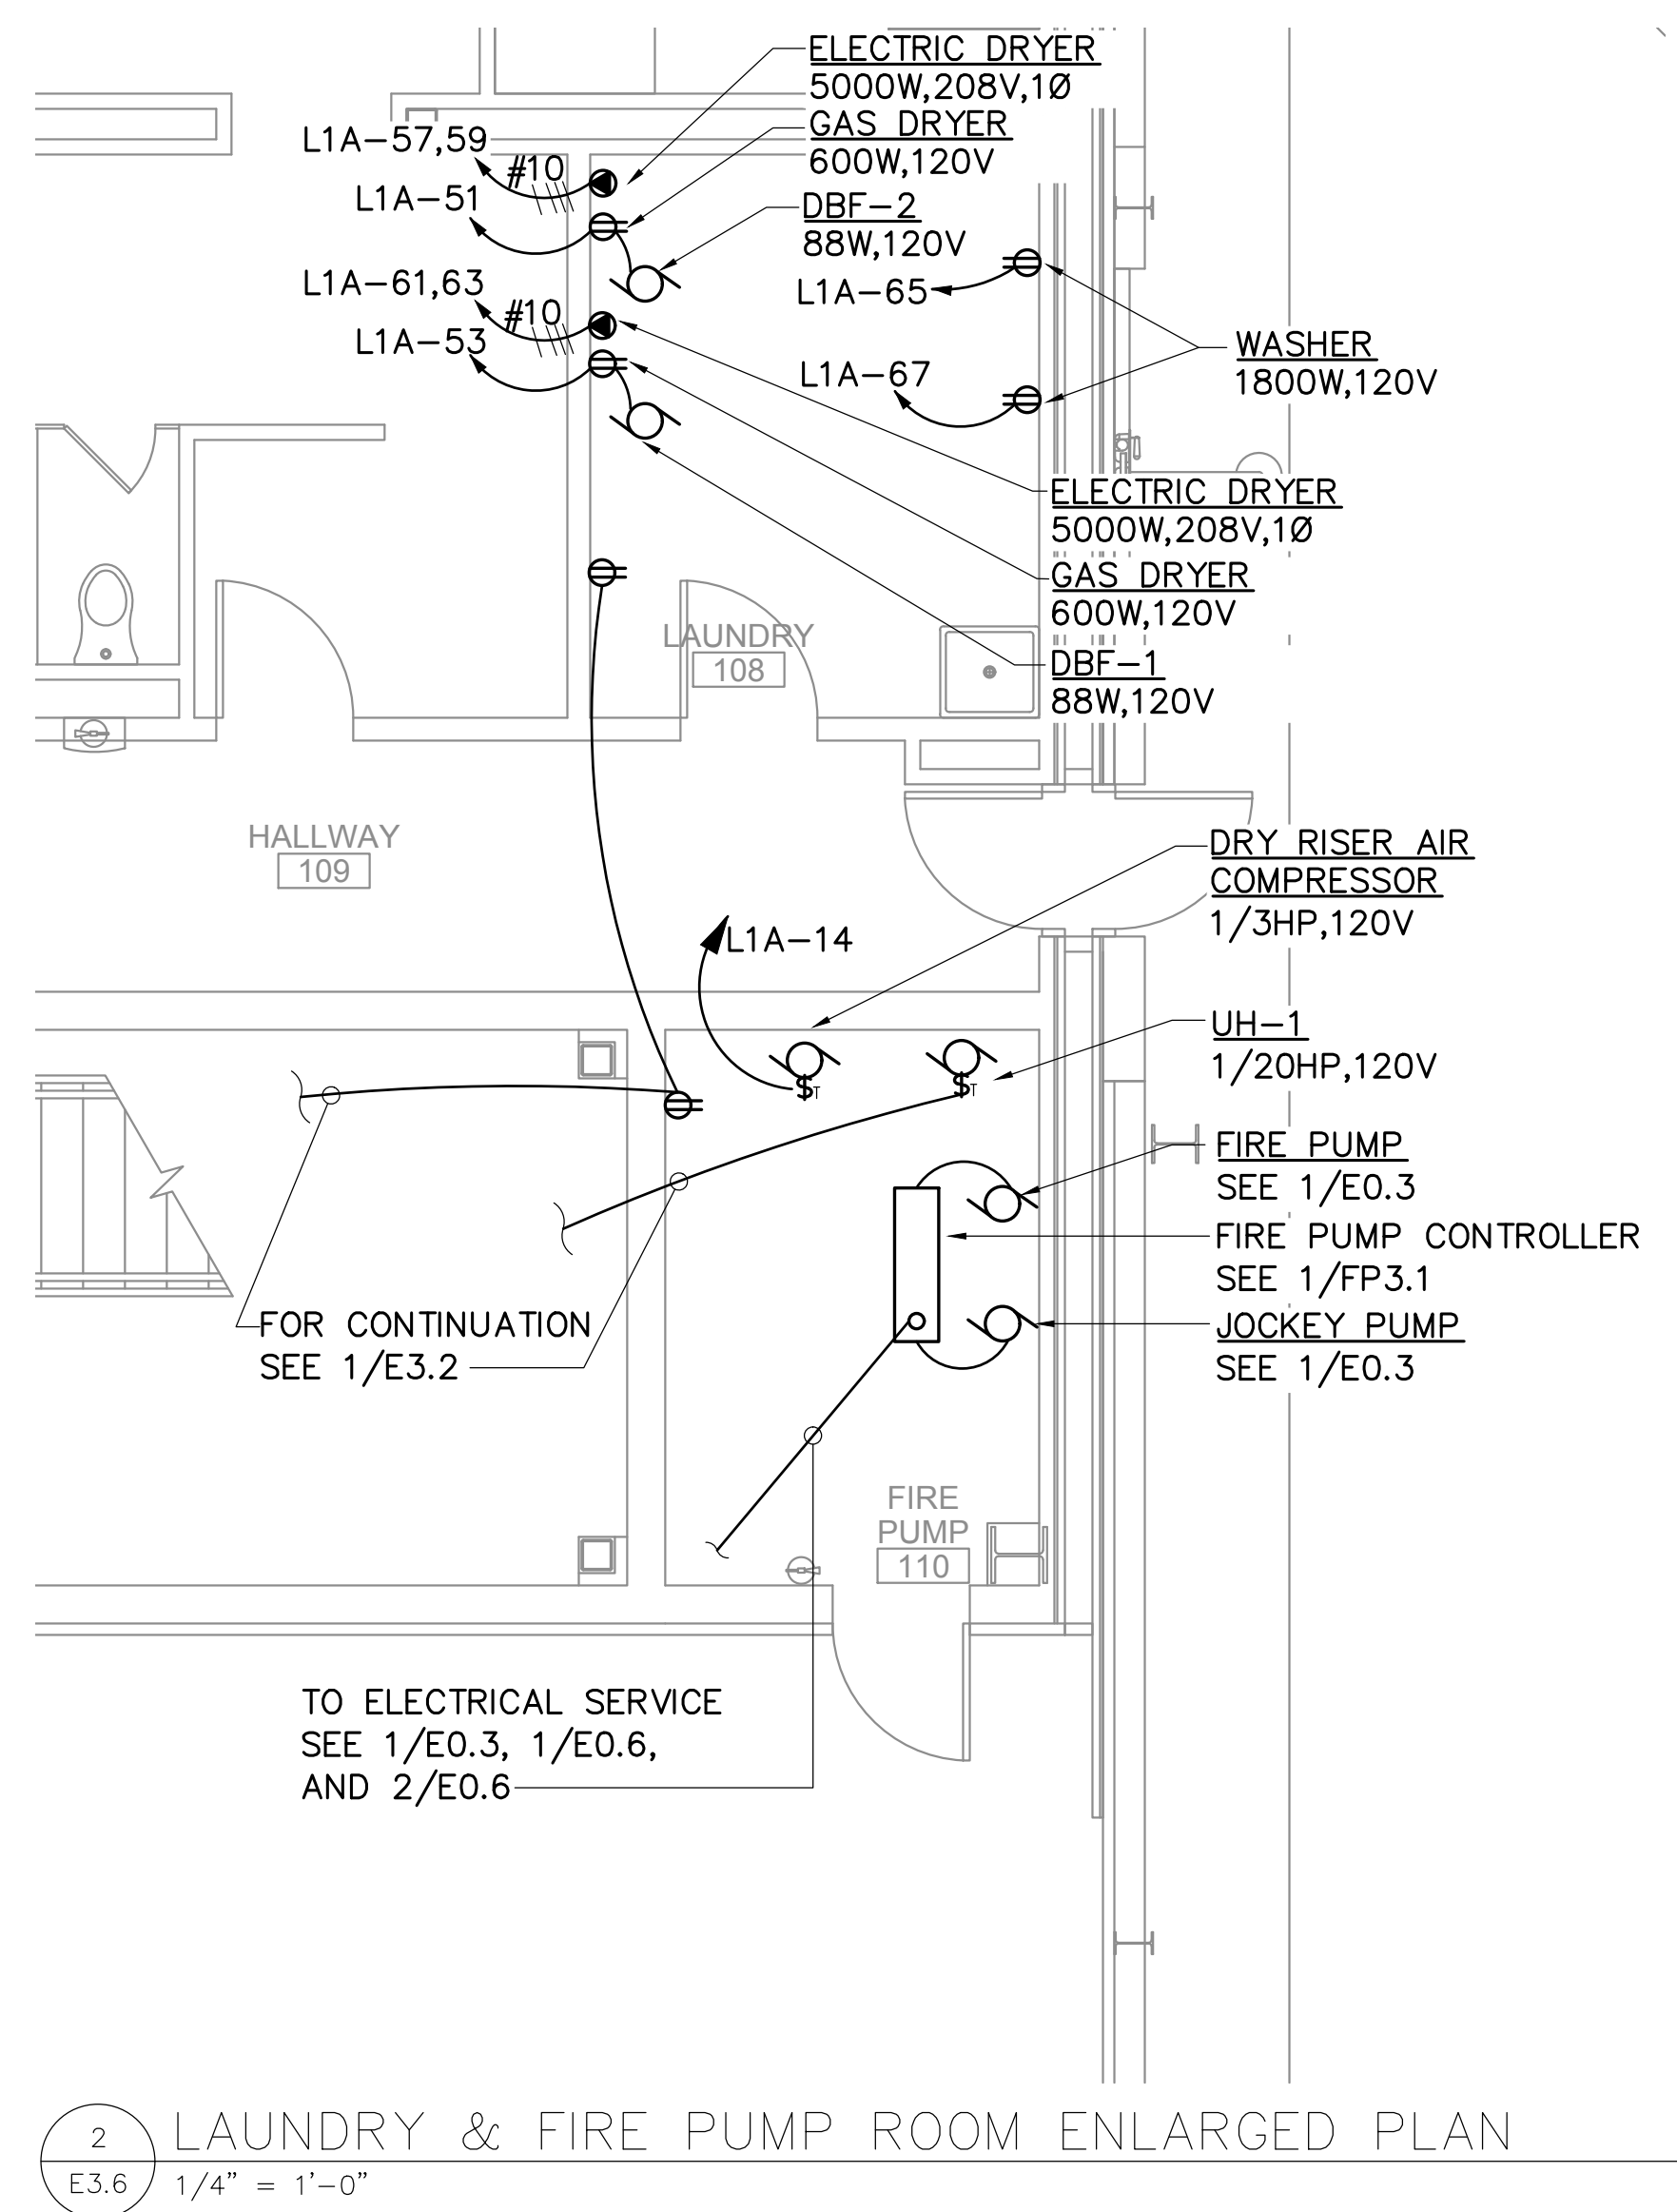 ELECTRIC DRYER
5000W,208V,1Ø
GAS DRYER
600W,120V
L1A-57,59
#10
L1A-51
DBF-2
88W,120V
L1A-61,63
#10
L1A-53
L1A-65
L1A-67
WASHER
1800W,120V
ELECTRIC DRYER
5000W,208V,1Ø
GAS DRYER
600W,120V
DBF-1
88W,120V
LAUNDRY
108
HALLWAY
109
DRY RISER AIR
COMPRESSOR
1/3HP,120V
L1A-14
UH-1
1/20HP,120V
$T
$T
FIRE PUMP
SEE 1/E0.3
FIRE PUMP CONTROLLER
SEE 1/FP3.1
JOCKEY PUMP
SEE 1/E0.3
FOR CONTINUATION
SEE 1/E3.2
FIRE
PUMP
110
TO ELECTRICAL SERVICE
SEE 1/E0.3, 1/E0.6,
AND 2/E0.6
2
E3.6
LAUNDRY & FIRE PUMP ROOM ENLARGED PLAN
1/4" = 1'-0"